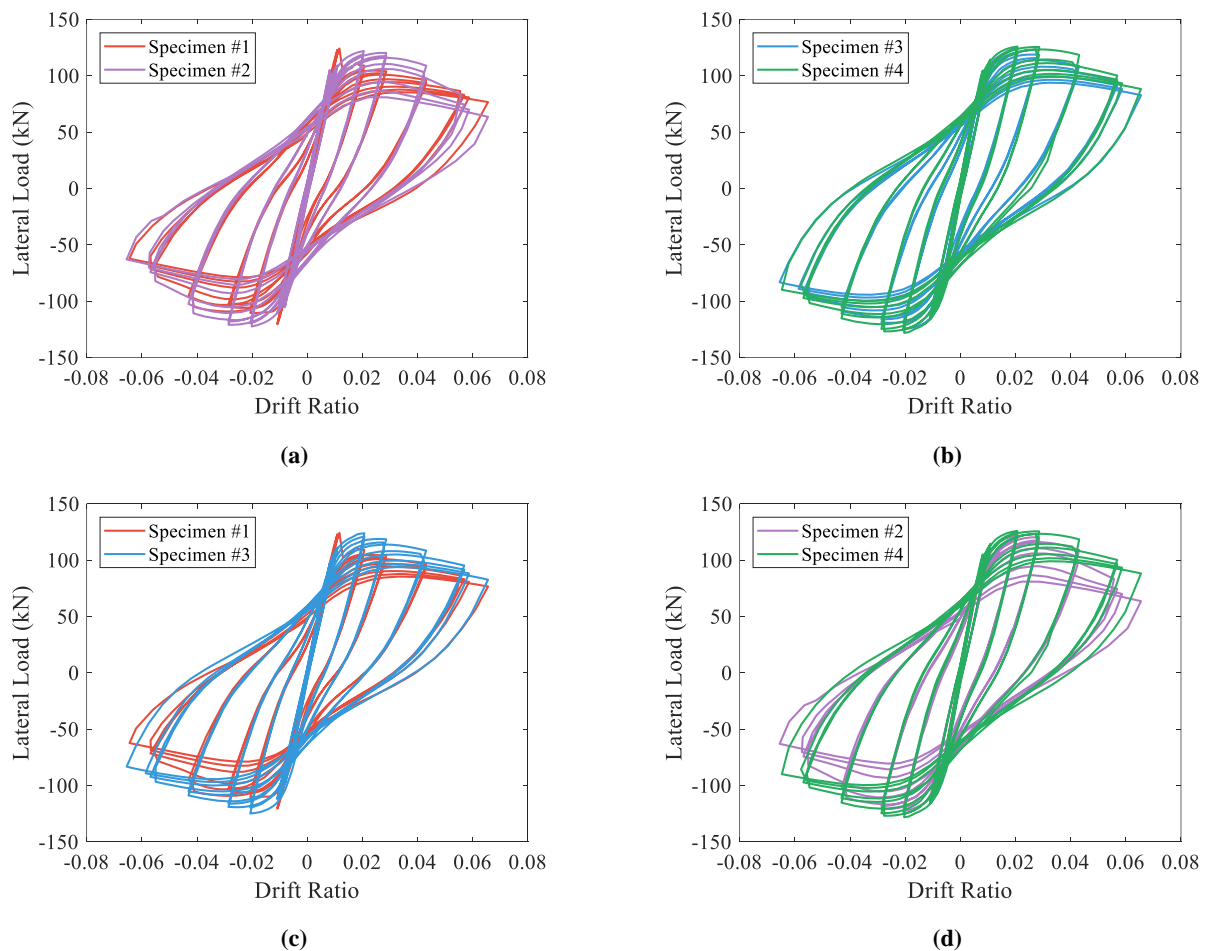 150
100
50
0
-50
-100
-150
Lateral Load (kN)
Specimen #1
Specimen #2
-0.08 -0.06 -0.04 -0.02 0 0.02 0.04 0.06 0.08
Drift Ratio
(a)
150
100
50
0
-50
-100
-150
Lateral Load (kN)
Specimen #3
Specimen #4
-0.08 -0.06 -0.04 -0.02 0 0.02 0.04 0.06 0.08
Drift Ratio
(b)
150
100
50
0
-50
-100
-150
Lateral Load (kN)
Specimen #1
Specimen #3
-0.08 -0.06 -0.04 -0.02 0 0.02 0.04 0.06 0.08
Drift Ratio
(c)
150
100
50
0
-50
-100
-150
Lateral Load (kN)
Specimen #2
Specimen #4
-0.08 -0.06 -0.04 -0.02 0 0.02 0.04 0.06 0.08
Drift Ratio
(d)